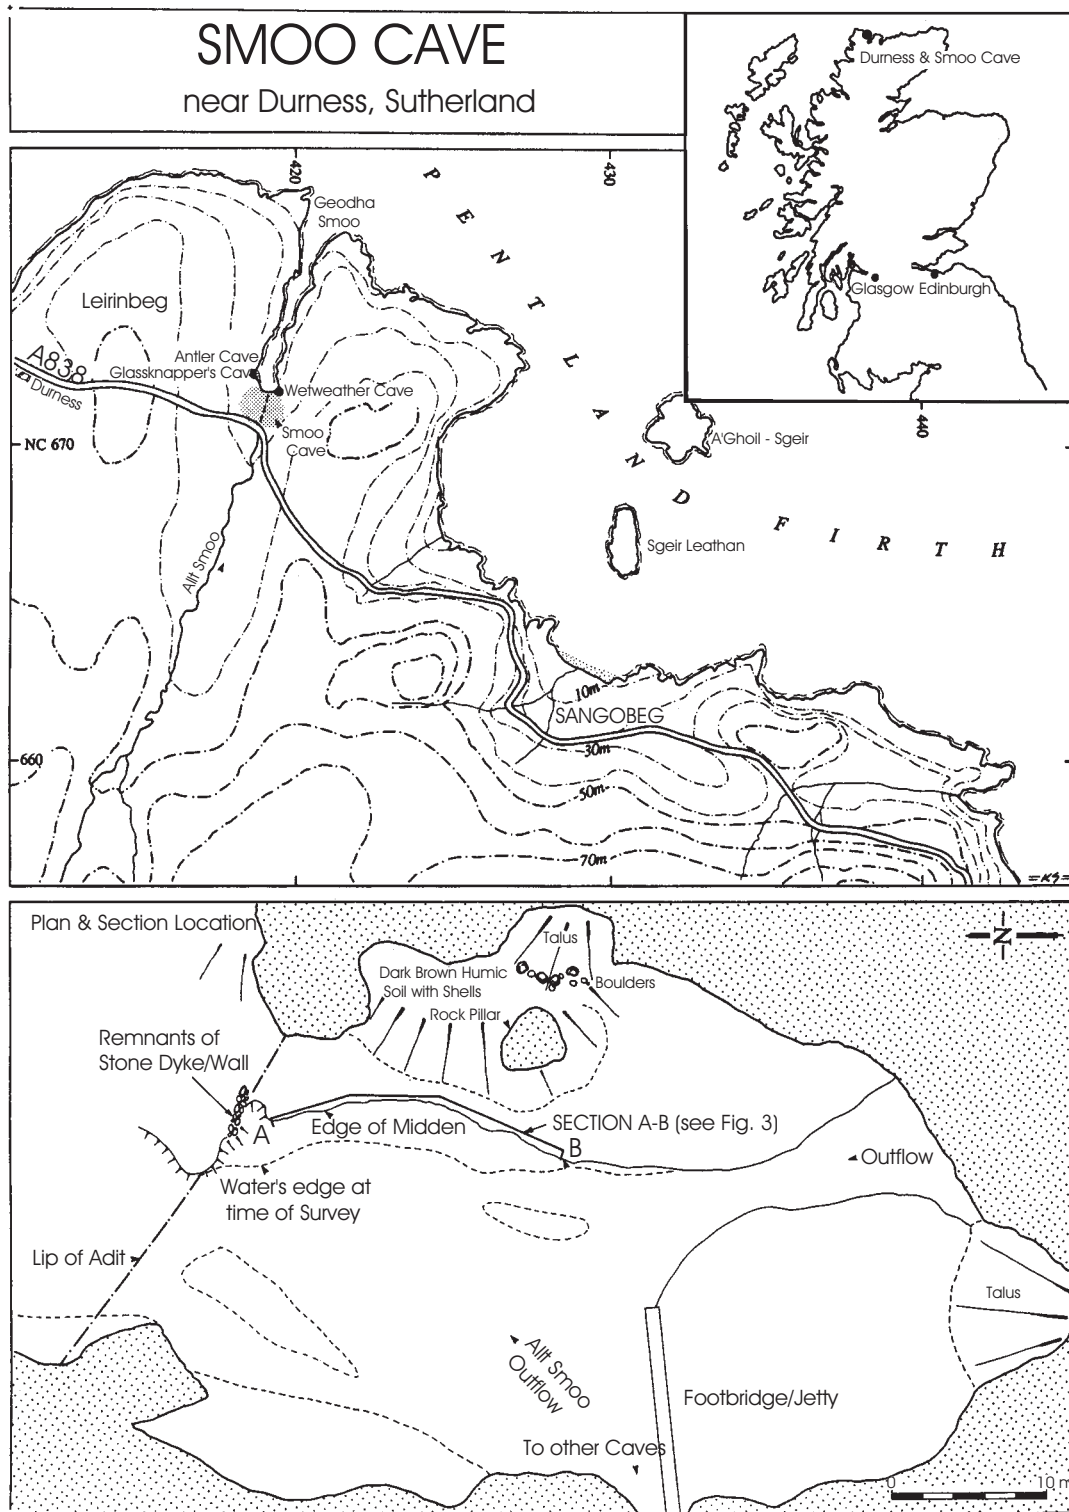 SMOO CAVE
near Durness, Sutherland
Durness & Smoo Cave
Glasgow Edinburgh
420
430
440
PENTLAND FIRTH
Geodha
Smoo
Leirinbeg
A838
Durness
Antler Cave
Glassknapper's Cave
Wetweather Cave
Smoo
Cave
NC 670
A'Ghoil - Sgeir
Sgeir Leathan
Allt Smoo
10m
SANGOBEG
30m
660
50m
70m
=KS=
Plan & Section Location
N
Talus
Dark Brown Humic
Soil with Shells
Boulders
Rock Pillar
Remnants of
Stone Dyke/Wall
A
Edge of Midden
SECTION A-B (see Fig. 3)
B
Outflow
Water's edge at
time of Survey
Lip of Adit
Talus
Allt Smoo
Outflow
Footbridge/Jetty
To other Caves
0
10 m